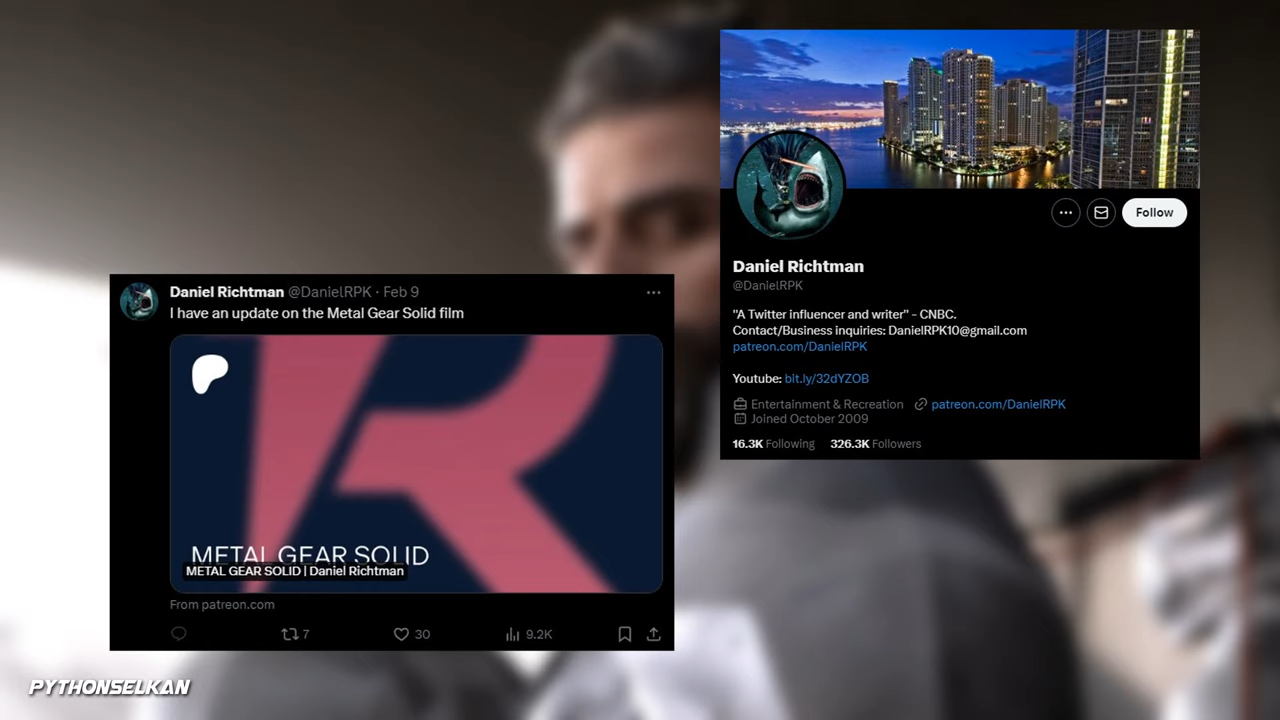 Daniel Richtman @DanielRPK · Feb 9
I have an update on the Metal Gear Solid film
METAL GEAR SOLID
METAL GEAR SOLID | Daniel Richtman
From patreon.com
7
30
9.2K
Follow
Daniel Richtman
@DanielRPK
"A Twitter influencer and writer" - CNBC.
Contact/Business inquiries: DanielRPK10@gmail.com
patreon.com/DanielRPK
Youtube: bit.ly/32dYZOB
Entertainment & Recreation patreon.com/DanielRPK
Joined October 2009
16.3K Following 326.3K Followers
PYTHONSELKAN